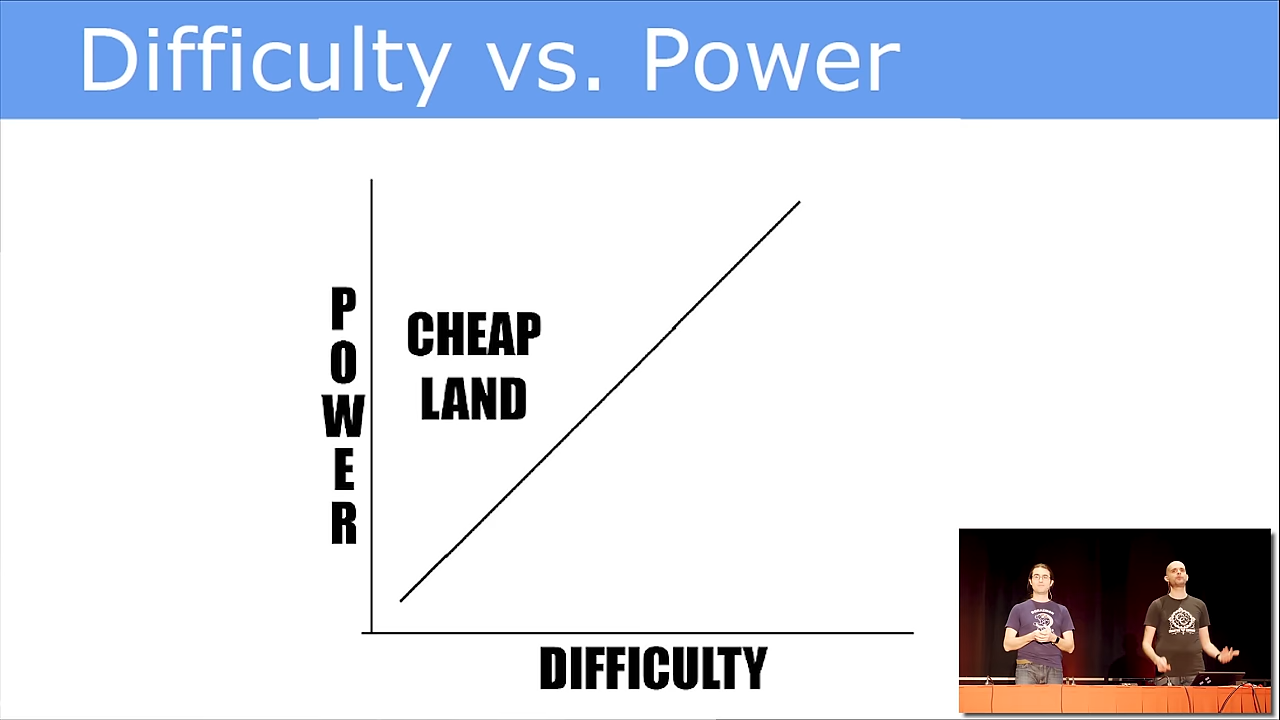 Difficulty vs. Power
POWER
CHEAP
LAND
DIFFICULTY